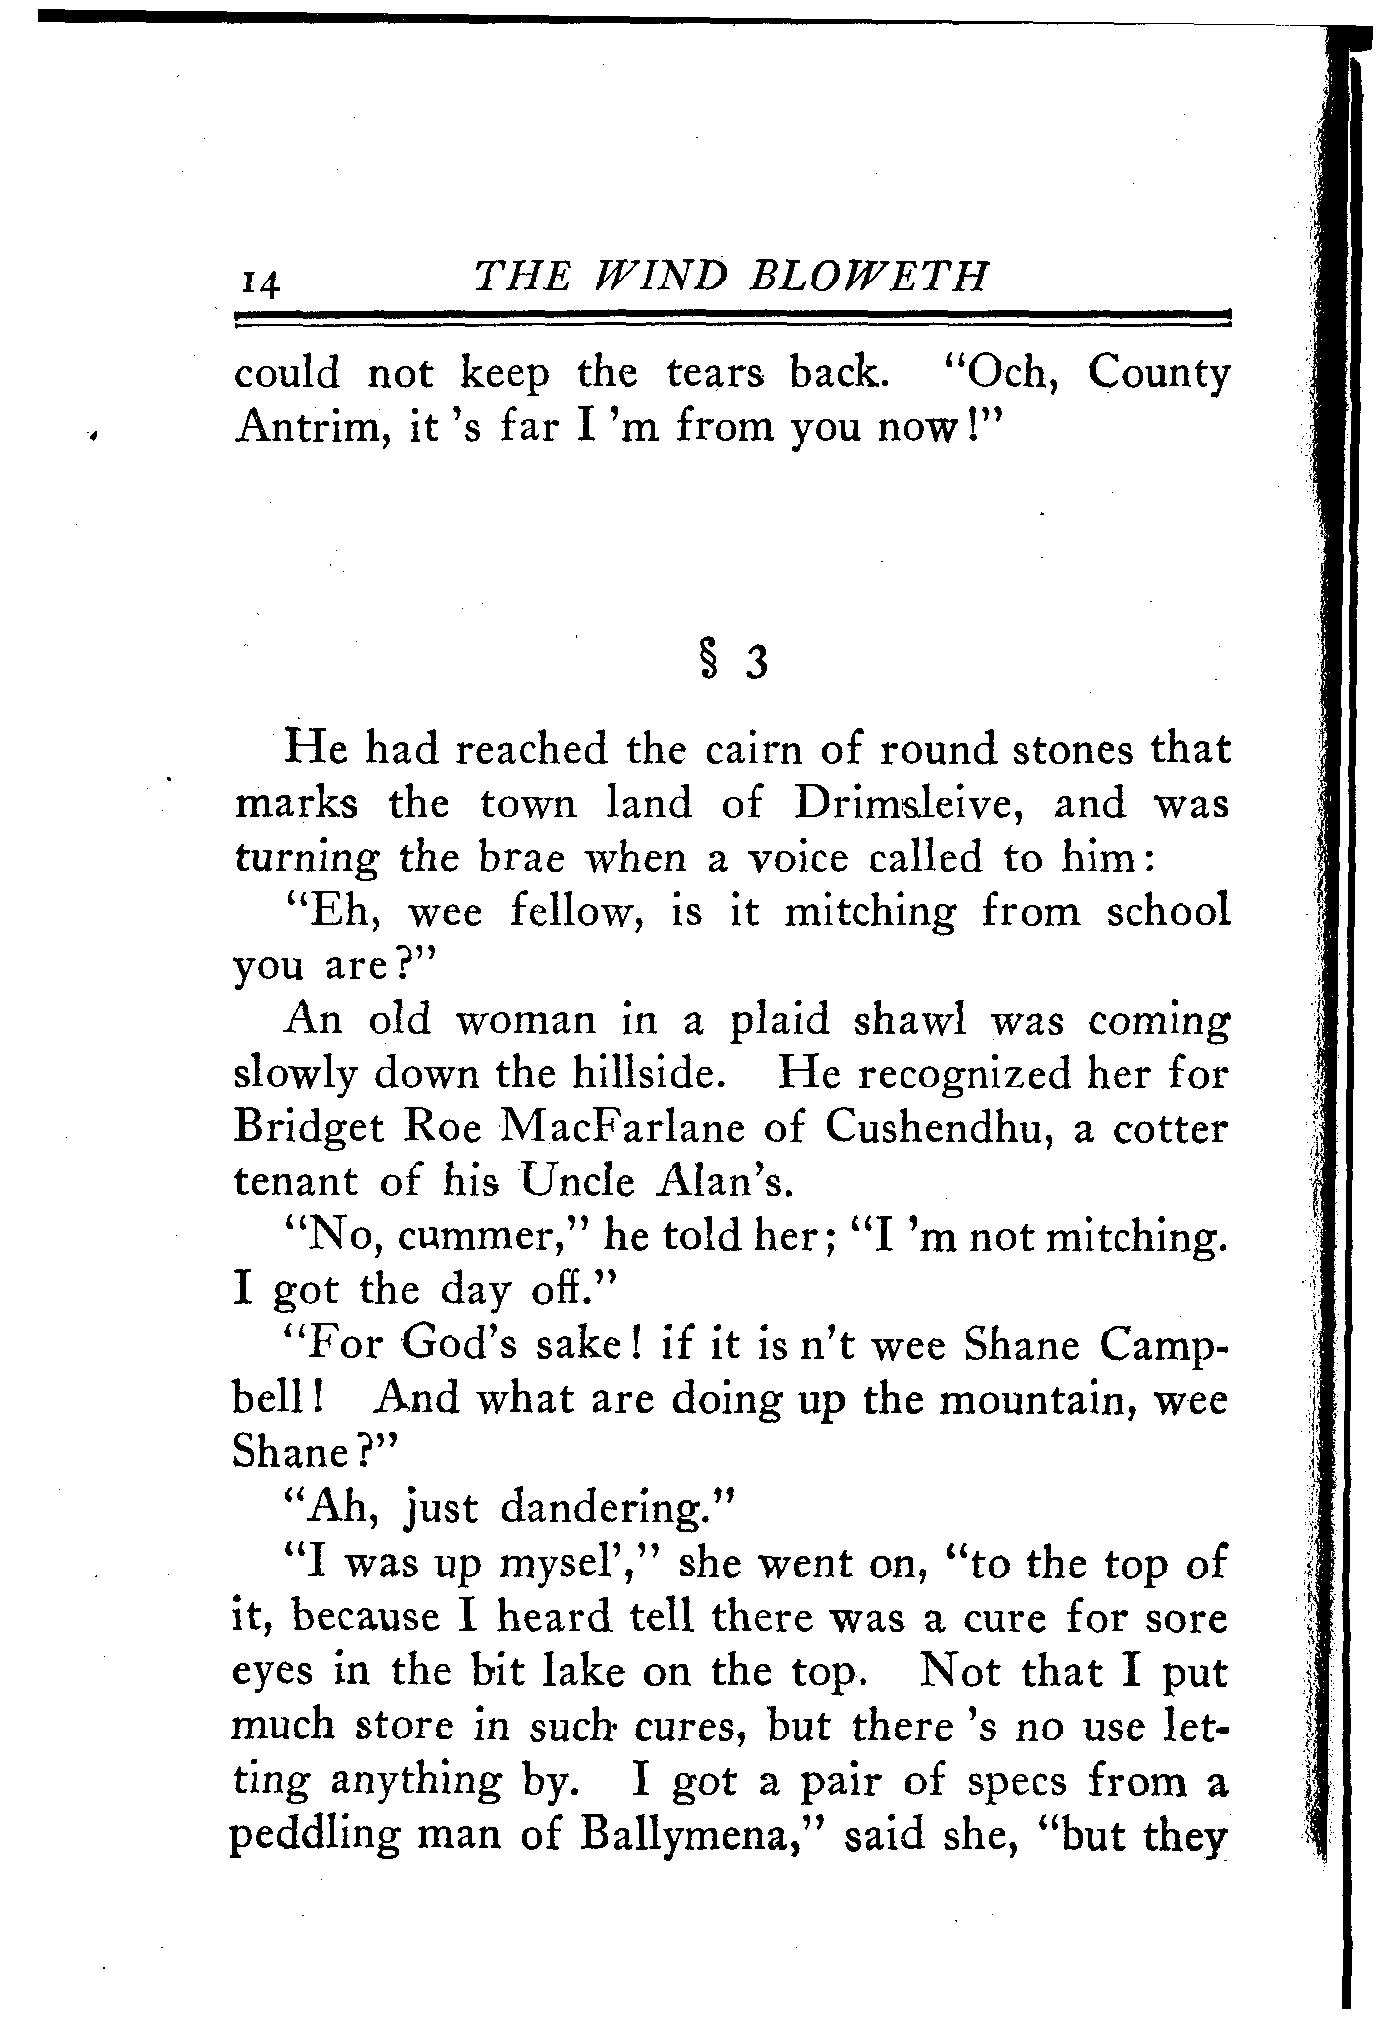 14 THE WIND BLOWETH
could not keep the tears back. "Och, County
Antrim, it 's far I 'm from you now!"
§ 3
He had reached the cairn of round stones that
marks the town land of Drimsleive, and was
turning the brae when a voice called to him:
"Eh, wee fellow, is it mitching from school
you are?"
An old woman in a plaid shawl was coming
slowly down the hillside. He recognized her for
Bridget Roe MacFarlane of Cushendhu, a cotter
tenant of his Uncle Alan's.
"No, cummer," he told her; "I 'm not mitching.
I got the day off."
"For God's sake! if it is n't wee Shane Camp-
bell! And what are doing up the mountain, wee
Shane?"
"Ah, just dandering."
"I was up mysel'," she went on, "to the top of
it, because I heard tell there was a cure for sore
eyes in the bit lake on the top. Not that I put
much store in such cures, but there 's no use let-
ting anything by. I got a pair of specs from a
peddling man of Ballymena," said she, "but they